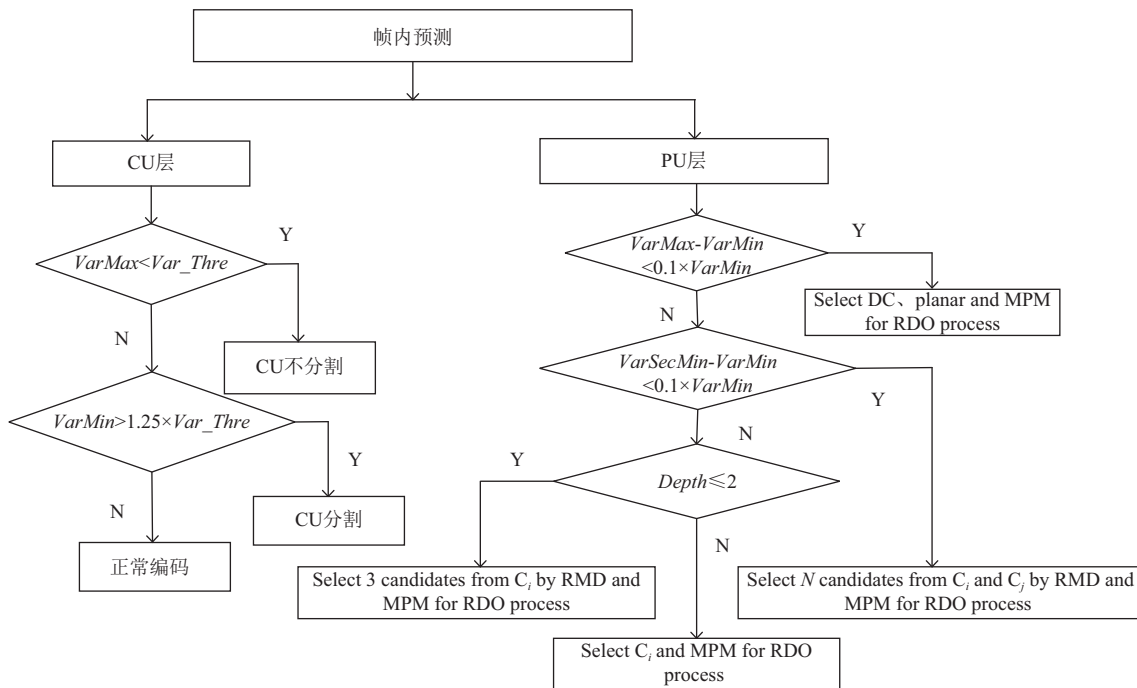 帧内预测
CU层
PU层
VarMax<Var_Thre
Y
N
CU不分割
VarMin>1.25×Var_Thre
Y
N
CU分割
正常编码
VarMax-VarMin
<0.1×VarMin
Y
N
Select DC、planar and MPM
for RDO process
VarSecMin-VarMin
<0.1×VarMin
Y
N
Depth≤2
Y
N
Select 3 candidates from Ci by RMD and
MPM for RDO process
Select N candidates from Ci and Cj by RMD and
MPM for RDO process
Select Ci and MPM for RDO
process